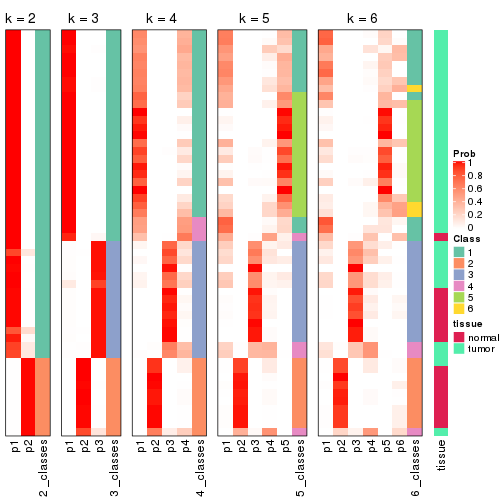 k = 2 k = 3 k = 4 k = 5 k = 6
Prob
1
0.8
0.6
0.4
0.2
0
Class
1
2
3
4
5
6
tissue
normal
tumor
p1 p2 2_classes p1 p2 p3 3_classes p1 p2 p3 p4 4_classes p1 p2 p3 p4 p5 5_classes p1 p2 p3 p4 p5 p6 6_classes tissue